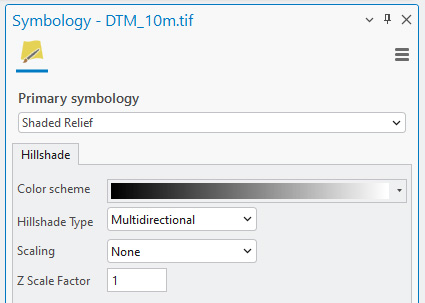 Symbology - DTM_10m.tif
Primary symbology
Shaded Relief
Hillshade
Color scheme
Hillshade Type Multidirectional
Scaling None
Z Scale Factor 1